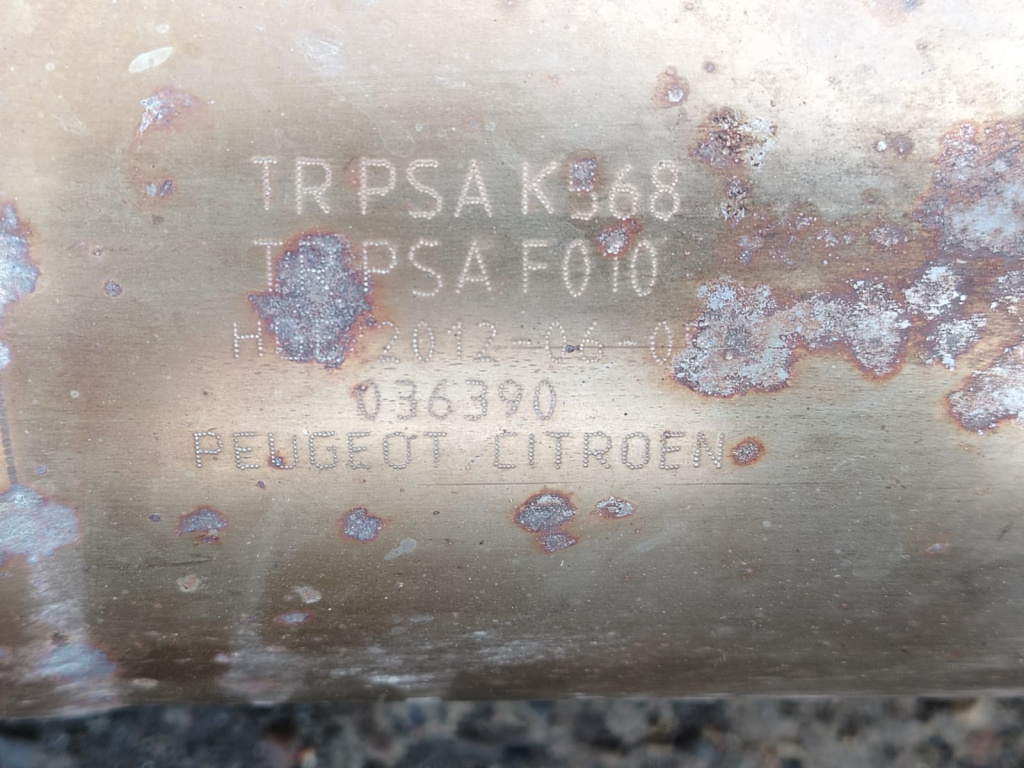 TR PSA K568
PSA F010
2012-06-0
036390
PEUGEOT/CITROEN